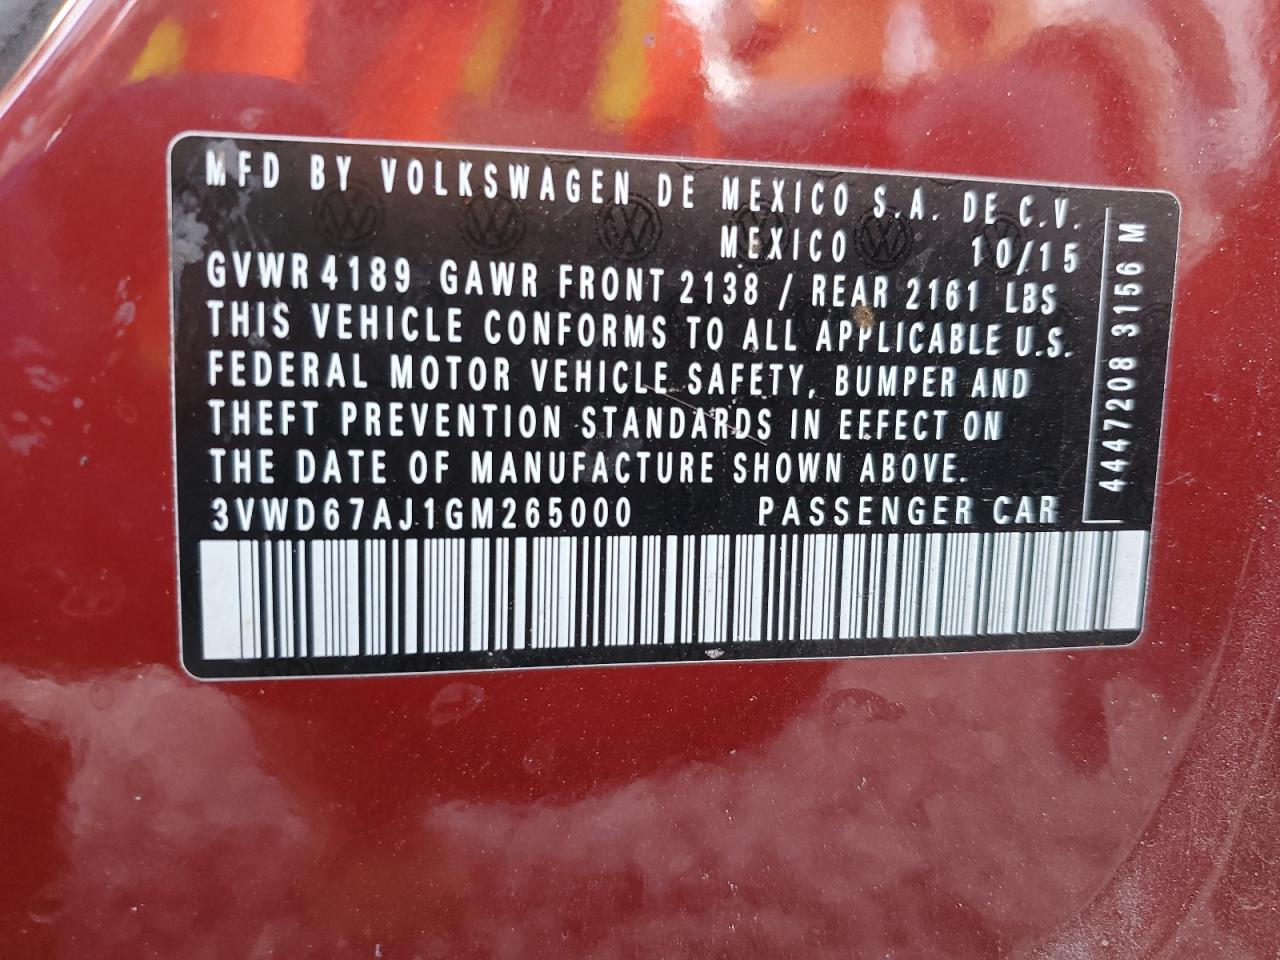 MFD BY VOLKSWAGEN DE MEXICO S.A. DE C.V.
MEXICO 10/15
GVWR 4189 GAWR FRONT 2138 / REAR 2161 LBS
THIS VEHICLE CONFORMS TO ALL APPLICABLE U.S.
FEDERAL MOTOR VEHICLE SAFETY, BUMPER AND
THEFT PREVENTION STANDARDS IN EFFECT ON
THE DATE OF MANUFACTURE SHOWN ABOVE.
3VWD67AJ1GM265000 PASSENGER CAR
4447208 3156 M